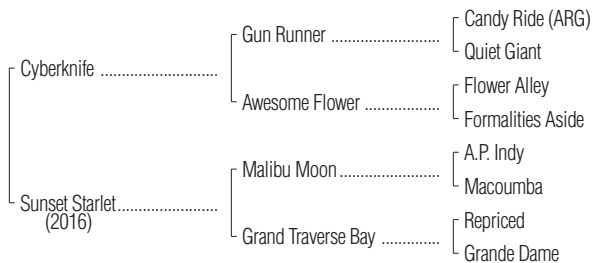 Candy Ride (ARG)
Gun Runner ..........................
Quiet Giant
Cyberknife ............................
Flower Alley
Awesome Flower ..................
Formalities Aside
A.P. Indy
Malibu Moon ........................
Macoumba
Sunset Starlet ........................
(2016)
Repriced
Grand Traverse Bay ..............
Grande Dame